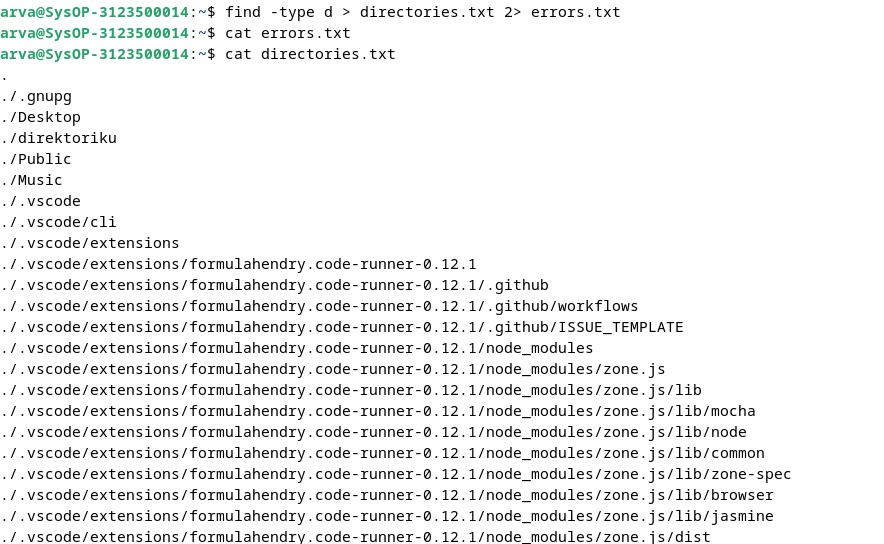 arva@SysOP-3123500014:~$ find -type d > directories.txt 2> errors.txt
arva@SysOP-3123500014:~$ cat errors.txt
arva@SysOP-3123500014:~$ cat directories.txt
.
./.gnupg
./Desktop
./direktoriku
./Public
./Music
./.vscode
./.vscode/cli
./.vscode/extensions
./.vscode/extensions/formulahendry.code-runner-0.12.1
./.vscode/extensions/formulahendry.code-runner-0.12.1/.github
./.vscode/extensions/formulahendry.code-runner-0.12.1/.github/workflows
./.vscode/extensions/formulahendry.code-runner-0.12.1/.github/ISSUE_TEMPLATE
./.vscode/extensions/formulahendry.code-runner-0.12.1/node_modules
./.vscode/extensions/formulahendry.code-runner-0.12.1/node_modules/zone.js
./.vscode/extensions/formulahendry.code-runner-0.12.1/node_modules/zone.js/lib
./.vscode/extensions/formulahendry.code-runner-0.12.1/node_modules/zone.js/lib/mocha
./.vscode/extensions/formulahendry.code-runner-0.12.1/node_modules/zone.js/lib/node
./.vscode/extensions/formulahendry.code-runner-0.12.1/node_modules/zone.js/lib/common
./.vscode/extensions/formulahendry.code-runner-0.12.1/node_modules/zone.js/lib/zone-spec
./.vscode/extensions/formulahendry.code-runner-0.12.1/node_modules/zone.js/lib/browser
./.vscode/extensions/formulahendry.code-runner-0.12.1/node_modules/zone.js/lib/jasmine
./.vscode/extensions/formulahendry.code-runner-0.12.1/node_modules/zone.js/dist